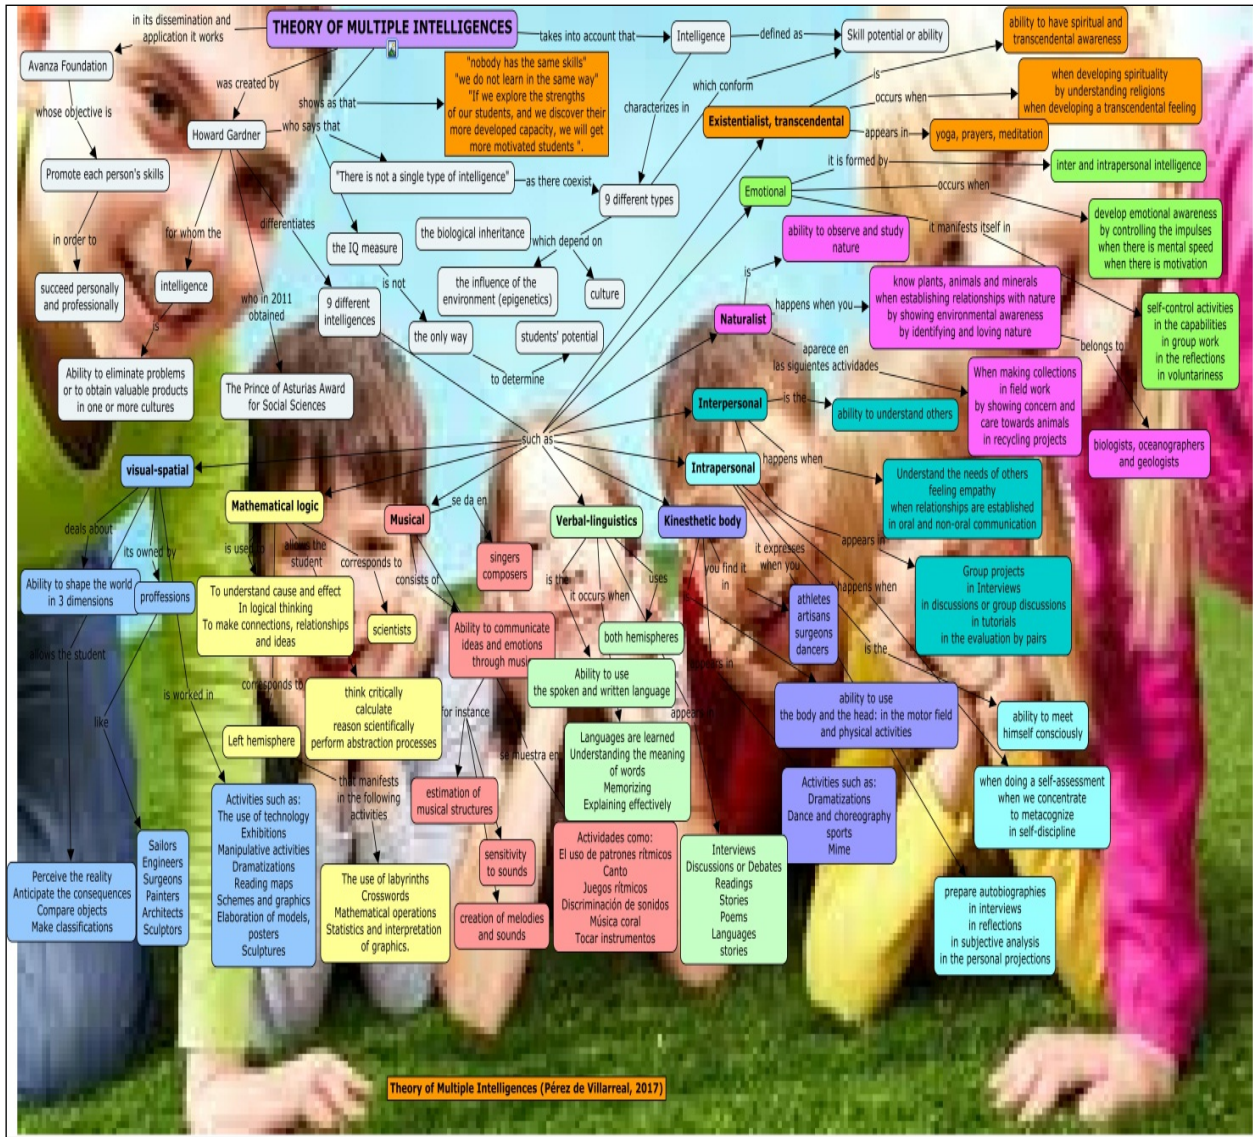 THEORY OF MULTIPLE INTELLIGENCES
in its dissemination and
application it works
Avanza Foundation
whose objective is
Promote each person's skills
in order to
succeed personally
and professionally
was created by
Howard Gardner
for whom the
intelligence
is
Ability to eliminate problems
or to obtain valuable products
in one or more cultures
who in 2011
obtained
The Prince of Asturias Award
for Social Sciences
differentiates
9 different
intelligences
who says that
"There is not a single type of intelligence"
as there coexist
the IQ measure
is not
the only way
to determine
students' potential
shows as that
"nobody has the same skills"
"we do not learn in the same way"
"If we explore the strengths
of our students, and we discover their
more developed capacity, we will get
more motivated students ".
takes into account that
Intelligence
defined as
Skill potential or ability
characterizes in
which conform
9 different types
which depend on
the biological inheritance
the influence of the
environment (epigenetics)
culture
such as
Existentialist, transcendental
is
ability to have spiritual and
transcendental awareness
occurs when
when developing spirituality
by understanding religions
when developing a transcendental feeling
appears in
yoga, prayers, meditation
Emotional
it is formed by
inter and intrapersonal intelligence
occurs when
develop emotional awareness
by controlling the impulses
when there is mental speed
when there is motivation
it manifests itself in
self-control activities
in the capabilities
in group work
in the reflections
in voluntariness
Naturalist
is
ability to observe and study
nature
happens when you
know plants, animals and minerals
when establishing relationships with nature
by showing environmental awareness
by identifying and loving nature
belongs to
biologists, oceanographers
and geologists
aparece en
las siguientes actividades
When making collections
in field work
by showing concern and
care towards animals
in recycling projects
Interpersonal
is the
ability to understand others
happens when
Understand the needs of others
feeling empathy
when relationships are established
in oral and non-oral communication
appears in
Group projects
in Interviews
in discussions or group discussions
in tutorials
in the evaluation by pairs
Intrapersonal
is the
ability to meet
himself consciously
happens when
when doing a self-assessment
when we concentrate
to metacognize
in self-discipline
it expresses
when you
prepare autobiographies
in interviews
in reflections
in subjective analysis
in the personal projections
Kinesthetic body
you find it
in
athletes
artisans
surgeons
dancers
ability to use
the body and the head: in the motor field
and physical activities
appears in
Activities such as:
Dramatizations
Dance and choreography
sports
Mime
Verbal-linguistics
is the
it occurs when
uses
both hemispheres
Ability to use
the spoken and written language
Languages are learned
Understanding the meaning
of words
Memorizing
Explaining effectively
appears in
Interviews
Discussions or Debates
Readings
Stories
Poems
Languages
stories
Musical
se da en
singers
composers
consists of
Ability to communicate
ideas and emotions
through music
for instance
estimation of
musical structures
sensitivity
to sounds
creation of melodies
and sounds
se muestra en
Actividades como:
El uso de patrones rítmicos
Canto
Juegos rítmicos
Discriminación de sonidos
Música coral
Tocar instrumentos
Mathematical logic
is used to
To understand cause and effect
In logical thinking
To make connections, relationships
and ideas
allows the
student
think critically
calculate
reason scientifically
perform abstraction processes
corresponds to
scientists
corresponds to
Left hemisphere
that manifests
in the following
activities
The use of labyrinths
Crosswords
Mathematical operations
Statistics and interpretation
of graphics.
visual-spatial
deals about
Ability to shape the world
in 3 dimensions
allows the student
Perceive the reality
Anticipate the consequences
Compare objects
Make classifications
its owned by
proffessions
like
Sailors
Engineers
Surgeons
Painters
Architects
Sculptors
is worked in
Activities such as:
The use of technology
Exhibitions
Manipulative activities
Dramatizations
Reading maps
Schemes and graphics
Elaboration of models,
posters
Sculptures
Theory of Multiple Intelligences (Pérez de Villarreal, 2017)